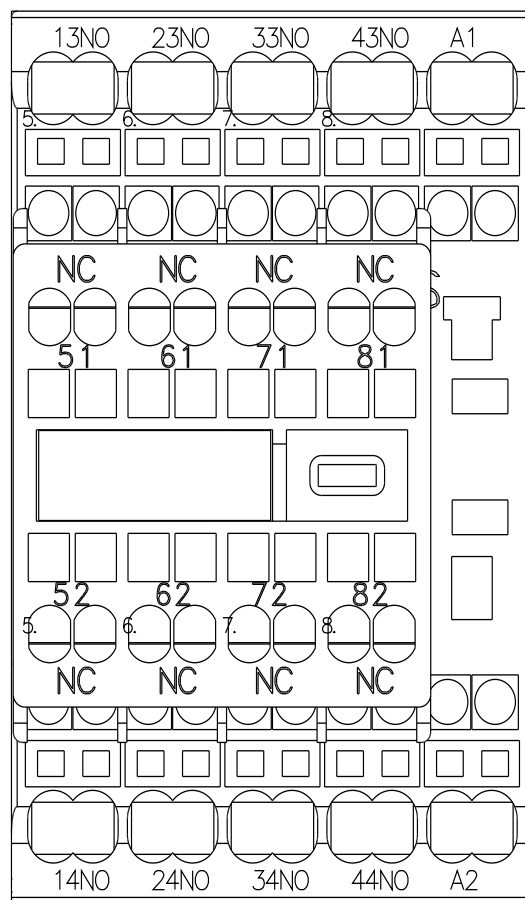 13NO 23NO 33NO 43NO A1
5. 6. 7. 8.
NC NC NC NC
51 61 71 81
52 62 72 82
5. 6. 7. 8.
NC NC NC NC
14NO 24NO 34NO 44NO A2